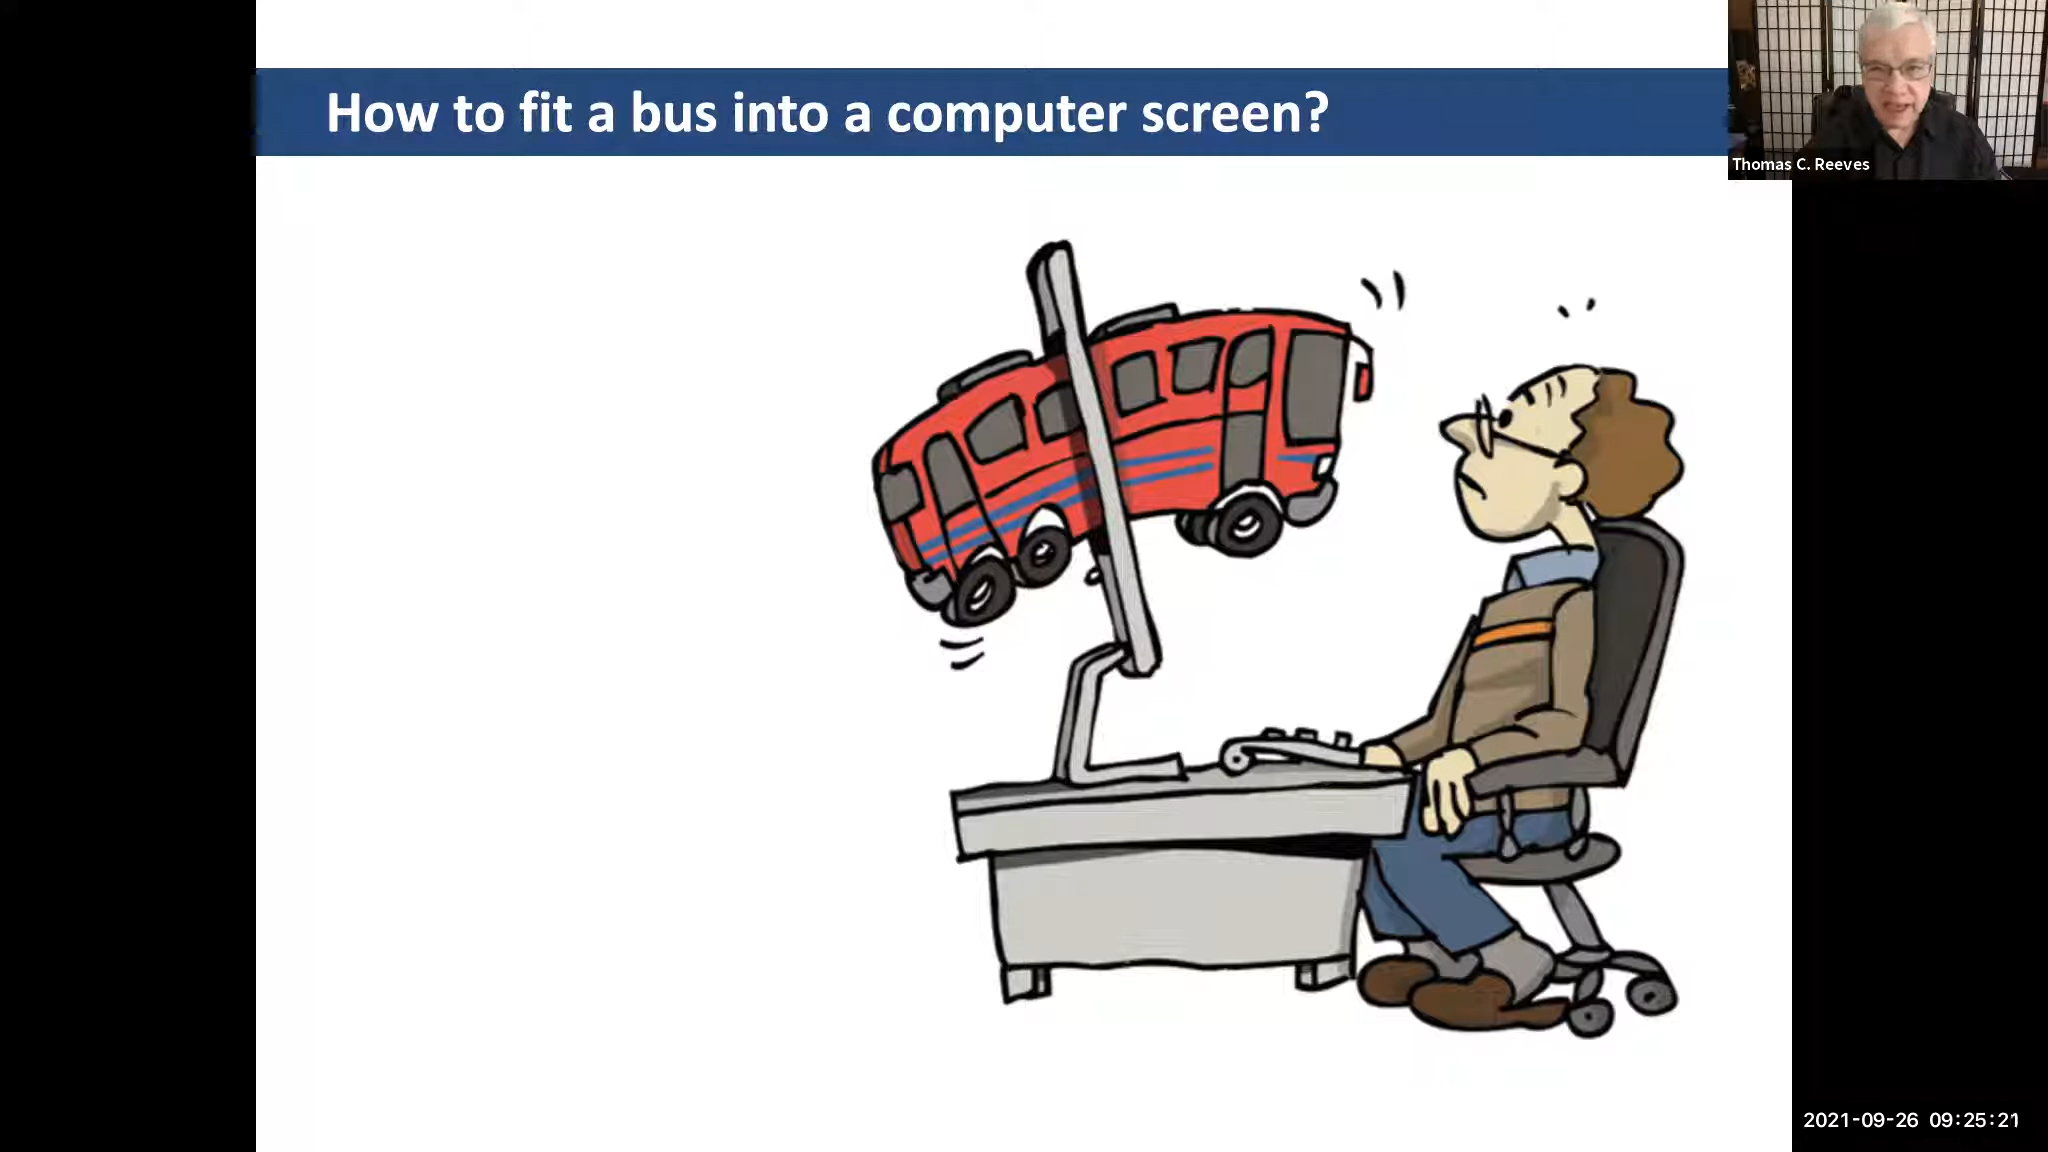 How to fit a bus into a computer screen?
Thomas C. Reeves
2021-09-26 09:25:21